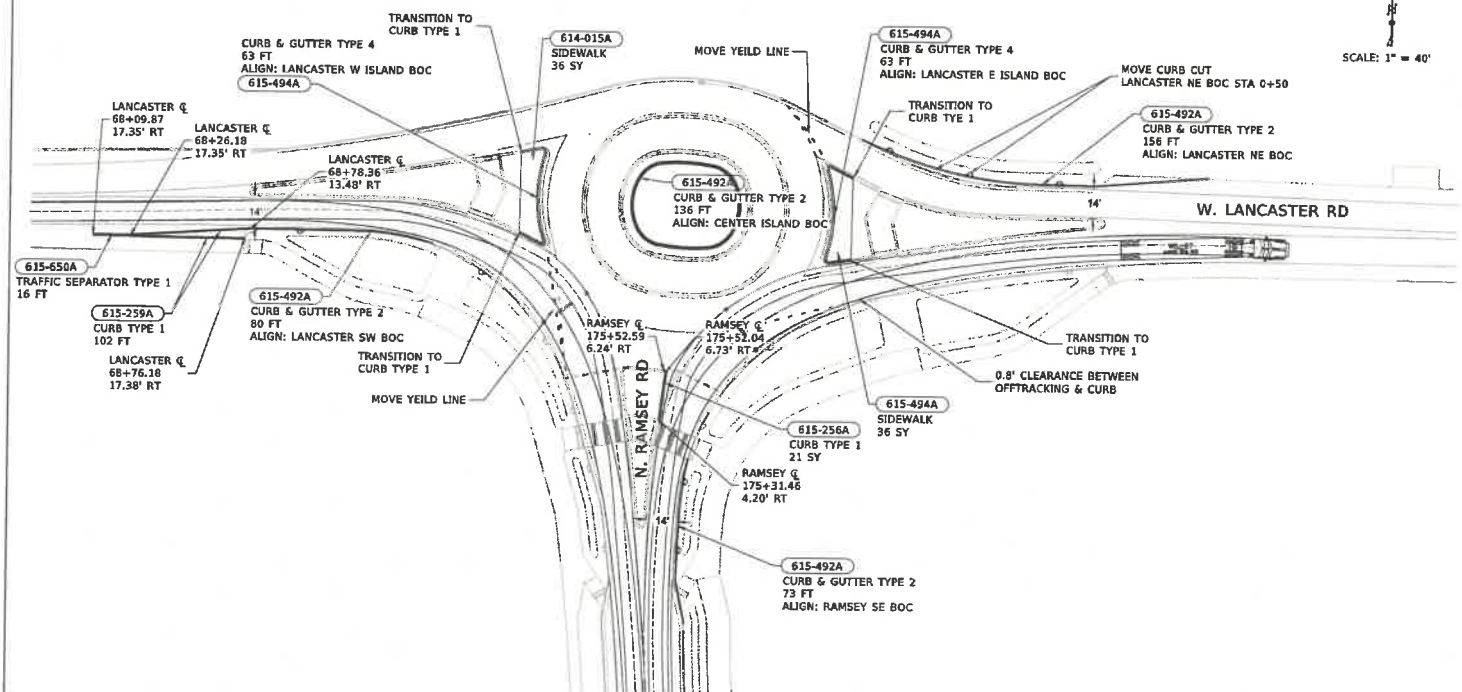 TRANSITION TO
CURB TYPE 1
CURB & GUTTER TYPE 4
63 FT
ALIGN: LANCASTER W ISLAND BOC
615-494A
614-015A
SIDEWALK
36 SY
MOVE YEILD LINE
615-494A
CURB & GUTTER TYPE 4
63 FT
ALIGN: LANCASTER E ISLAND BOC
MOVE CURB CUT
LANCASTER NE BOC STA 0+50
SCALE: 1" = 40'
LANCASTER ℄
68+09.87
17.35' RT
LANCASTER ℄
68+26.18
17.35' RT
LANCASTER ℄
68+78.36
13.48' RT
TRANSITION TO
CURB TYE 1
615-492A
CURB & GUTTER TYPE 2
156 FT
ALIGN: LANCASTER NE BOC
615-492A
CURB & GUTTER TYPE 2
136 FT
ALIGN: CENTER ISLAND BOC
14'
14'
W. LANCASTER RD
615-650A
TRAFFIC SEPARATOR TYPE 1
16 FT
615-259A
CURB TYPE 1
102 FT
LANCASTER ℄
68+76.18
17.38' RT
615-492A
CURB & GUTTER TYPE 2
80 FT
ALIGN: LANCASTER SW BOC
TRANSITION TO
CURB TYPE 1
MOVE YEILD LINE
RAMSEY ℄
175+52.59
6.24' RT
RAMSEY ℄
175+52.04
6.73' RT
N. RAMSEY RD
TRANSITION TO
CURB TYPE 1
0.8' CLEARANCE BETWEEN
OFFTRACKING & CURB
615-494A
SIDEWALK
36 SY
615-256A
CURB TYPE 1
21 SY
RAMSEY ℄
175+31.46
4.20' RT
14'
615-492A
CURB & GUTTER TYPE 2
73 FT
ALIGN: RAMSEY SE BOC